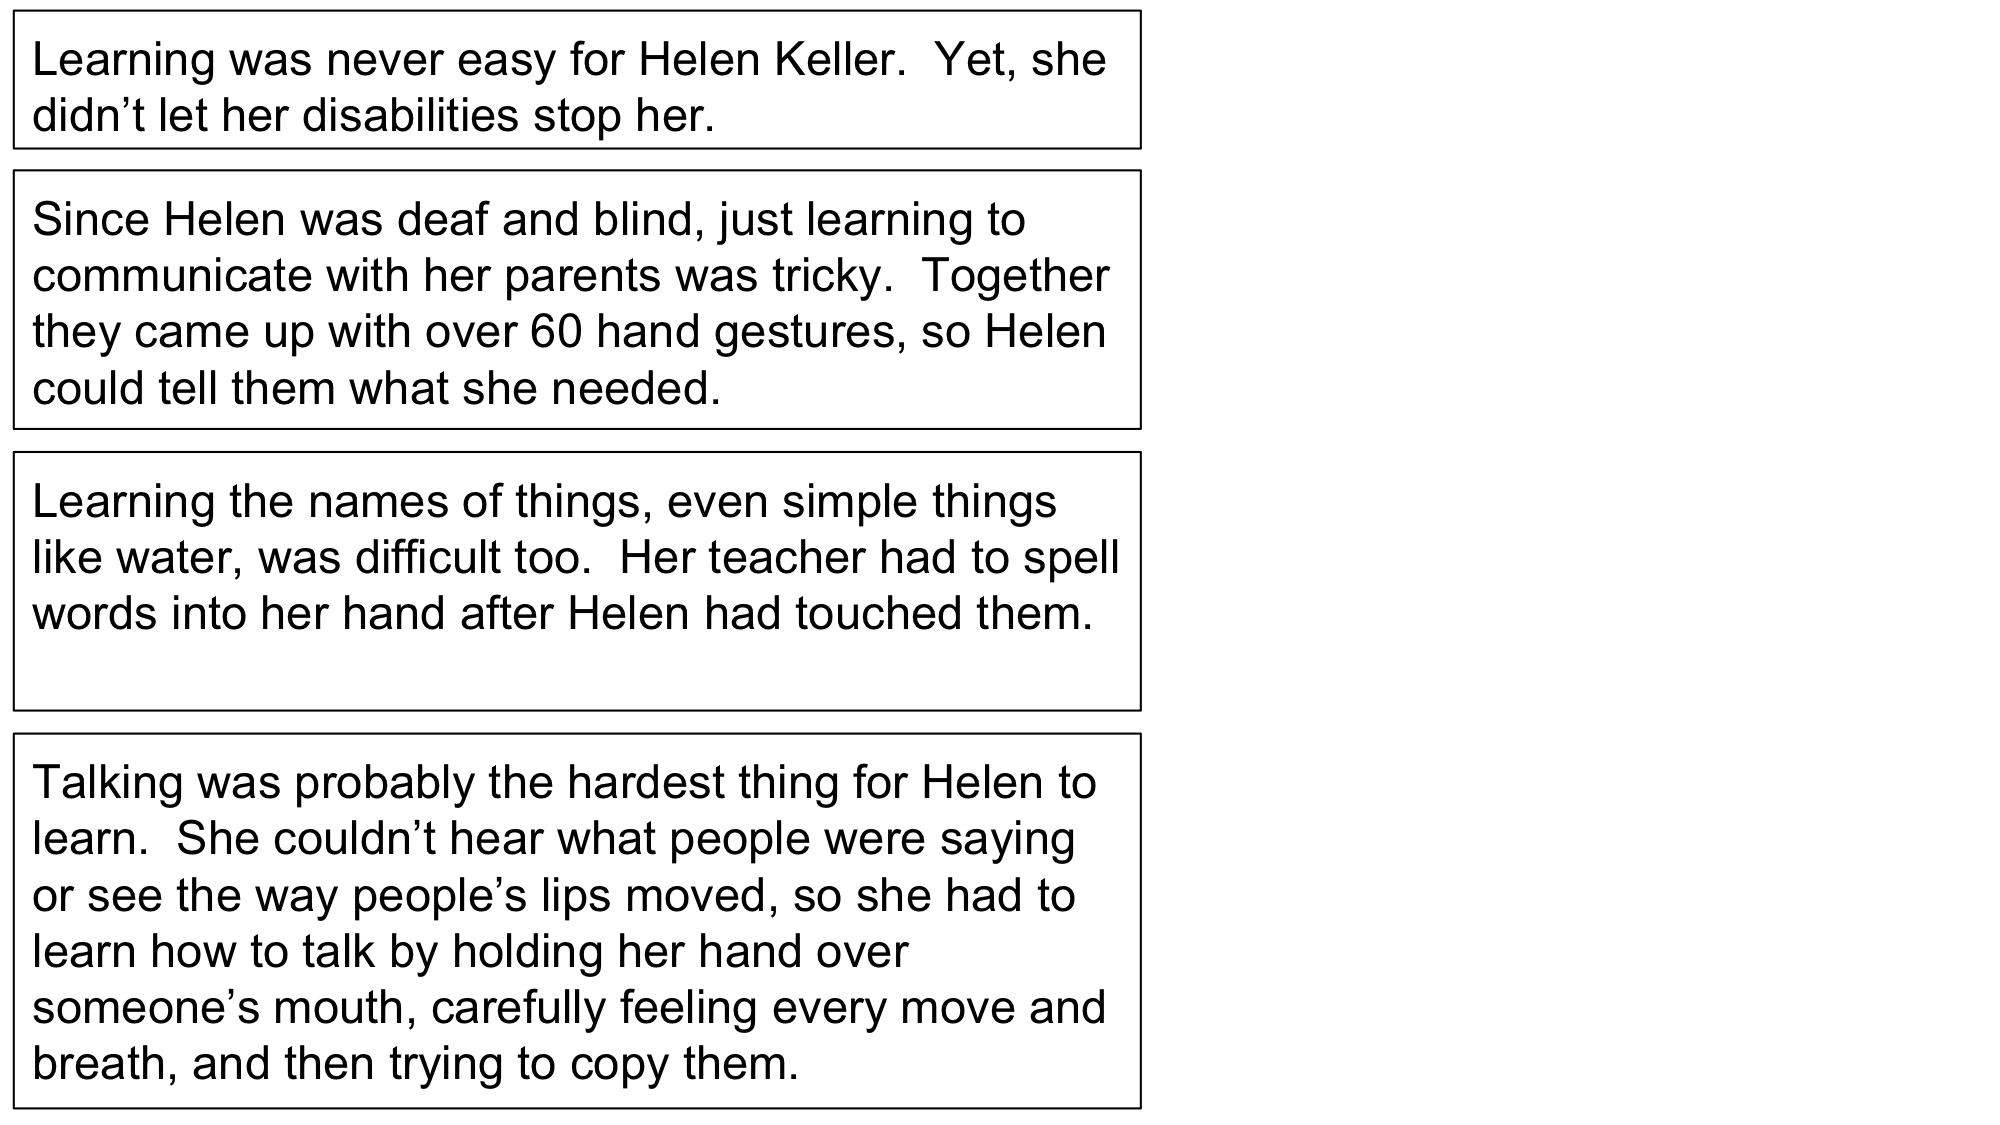 Learning was never easy for Helen Keller.  Yet, she
didn’t let her disabilities stop her.
Since Helen was deaf and blind, just learning to
communicate with her parents was tricky.  Together
they came up with over 60 hand gestures, so Helen
could tell them what she needed.
Learning the names of things, even simple things
like water, was difficult too.  Her teacher had to spell
words into her hand after Helen had touched them.
Talking was probably the hardest thing for Helen to
learn.  She couldn’t hear what people were saying
or see the way people’s lips moved, so she had to
learn how to talk by holding her hand over
someone’s mouth, carefully feeling every move and
breath, and then trying to copy them.